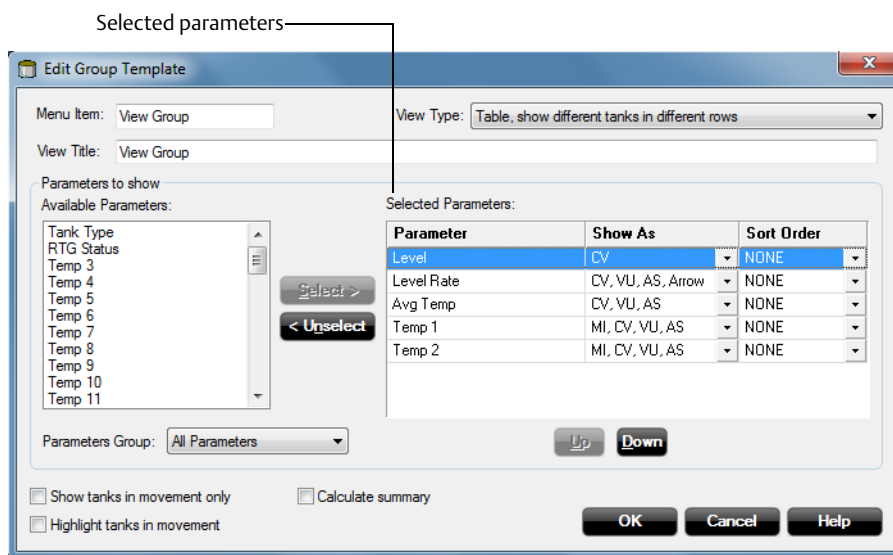 Selected parameters
Edit Group Template
x
Menu Item: View Group
View Type: Table, show different tanks in different rows
View Title: View Group
Parameters to show
Available Parameters:
Tank Type
RTG Status
Temp 3
Temp 4
Temp 5
Temp 6
Temp 7
Temp 8
Temp 9
Temp 10
Temp 11
Select >
< Unselect
Selected Parameters:
Parameter Show As Sort Order
Level CV NONE
Level Rate CV, VU, AS, Arrow NONE
Avg Temp CV, VU, AS NONE
Temp 1 MI, CV, VU, AS NONE
Temp 2 MI, CV, VU, AS NONE
Parameters Group: All Parameters
Up Down
Show tanks in movement only
Calculate summary
Highlight tanks in movement
OK Cancel Help